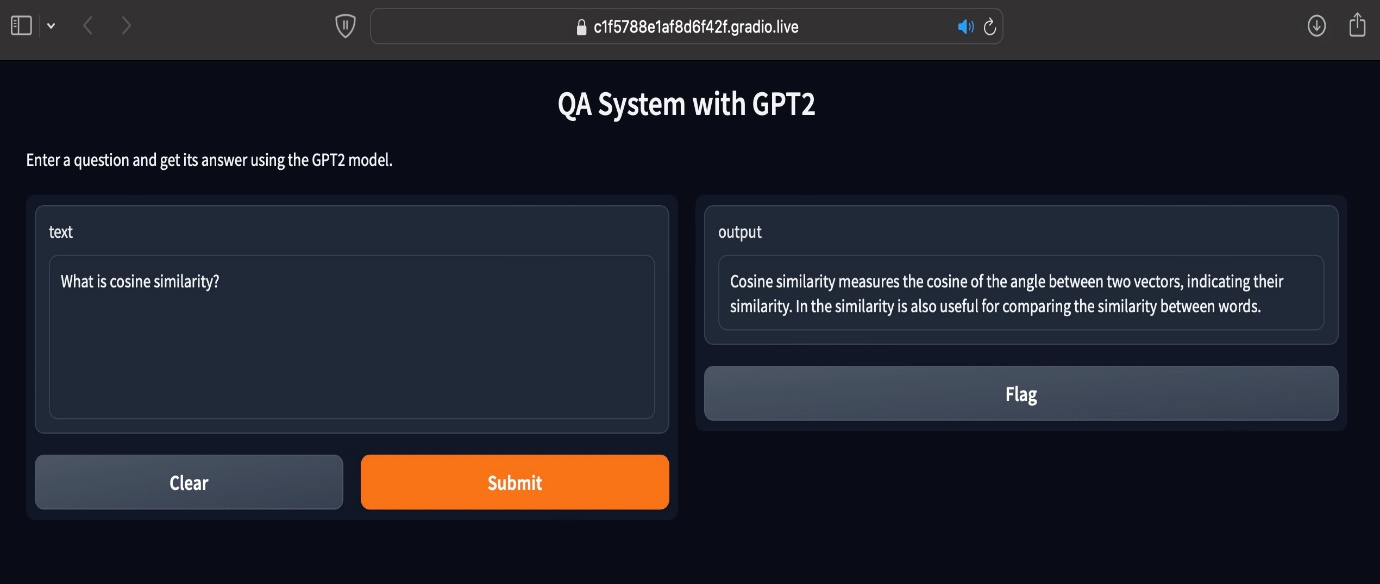 c1f5788e1af8d6f42f.gradio.live
QA System with GPT2
Enter a question and get its answer using the GPT2 model.
text
What is cosine similarity?
Clear
Submit
output
Cosine similarity measures the cosine of the angle between two vectors, indicating their
similarity. In the similarity is also useful for comparing the similarity between words.
Flag